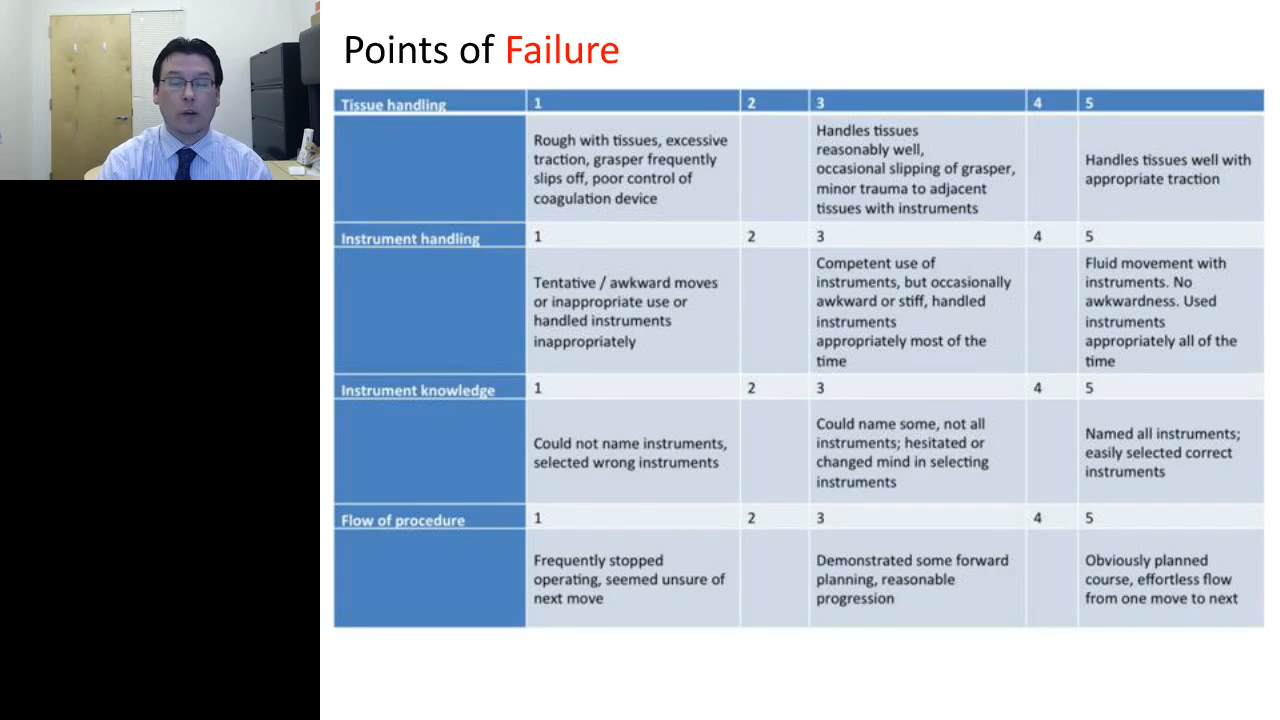 Points of Failure
Tissue handling 1 2 3 4 5
Rough with tissues, excessive
traction, grasper frequently
slips off, poor control of
coagulation device
Handles tissues
reasonably well,
occasional slipping of grasper,
minor trauma to adjacent
tissues with instruments
Handles tissues well with
appropriate traction
Instrument handling 1 2 3 4 5
Tentative / awkward moves
or inappropriate use or
handled instruments
inappropriately
Competent use of
instruments, but occasionally
awkward or stiff, handled
instruments
appropriately most of the
time
Fluid movement with
instruments. No
awkwardness. Used
instruments
appropriately all of the
time
Instrument knowledge 1 2 3 4 5
Could not name instruments,
selected wrong instruments
Could name some, not all
instruments; hesitated or
changed mind in selecting
instruments
Named all instruments;
easily selected correct
instruments
Flow of procedure 1 2 3 4 5
Frequently stopped
operating, seemed unsure of
next move
Demonstrated some forward
planning, reasonable
progression
Obviously planned
course, effortless flow
from one move to next